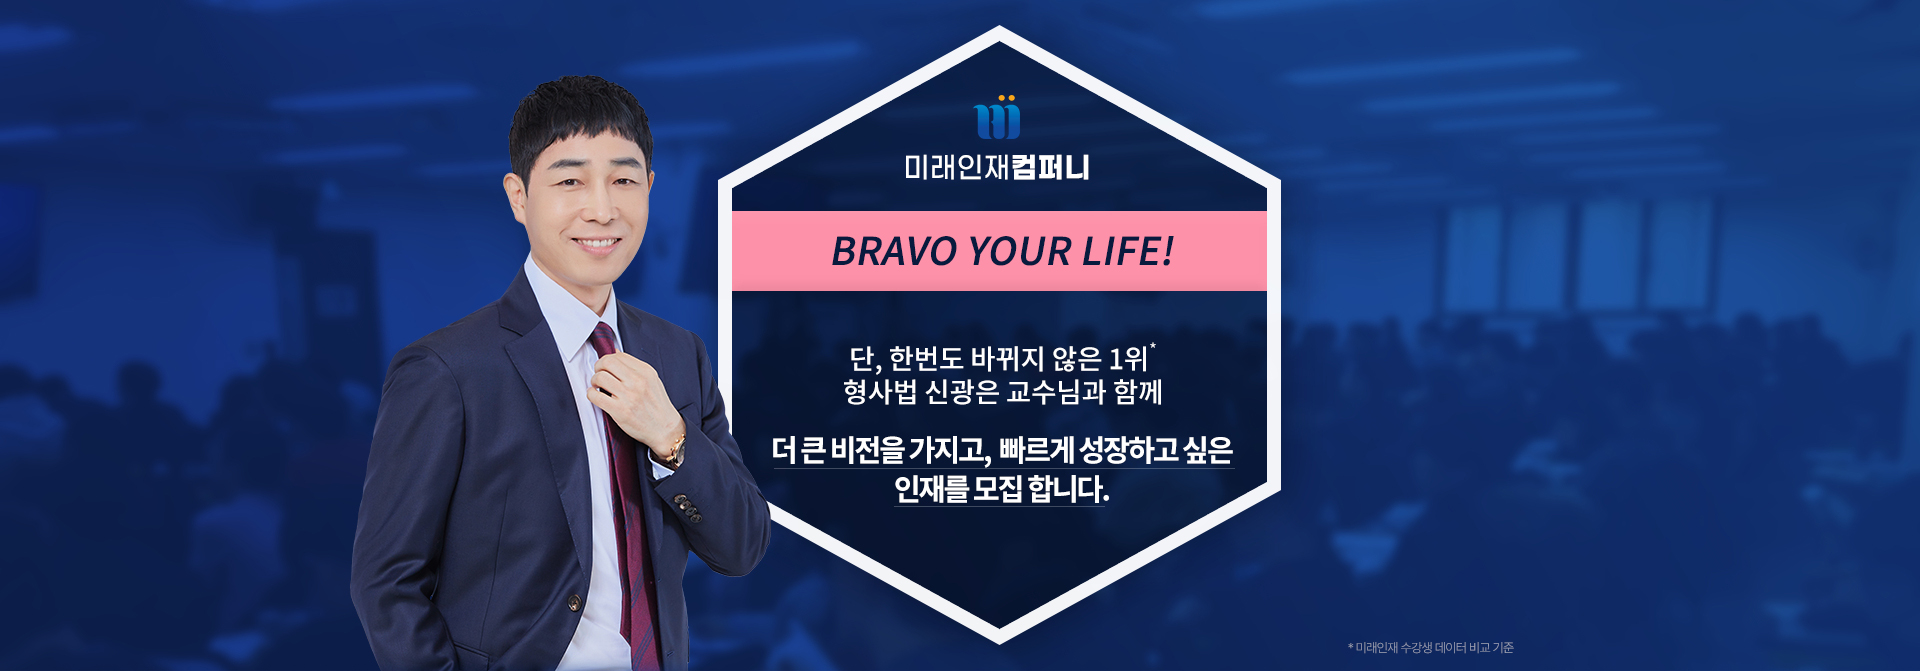 미래인재컴퍼니
BRAVO YOUR LIFE!
단, 한번도 바뀌지 않은 1위*
형사법 신광은 교수님과 함께
더 큰 비전을 가지고, 빠르게 성장하고 싶은
인재를 모집 합니다.
* 미래인재 수강생 데이터 비교 기준